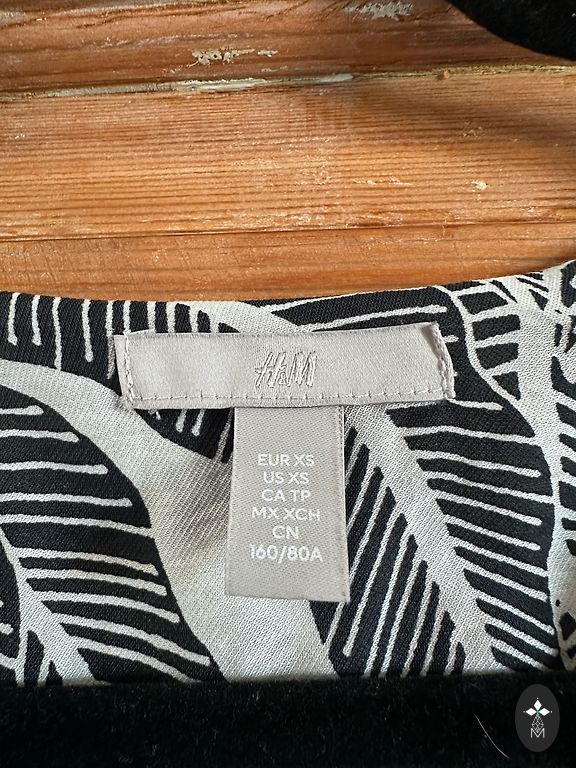 H&M
EUR XS
US XS
CA TP
MX XCH
CN
160/80A